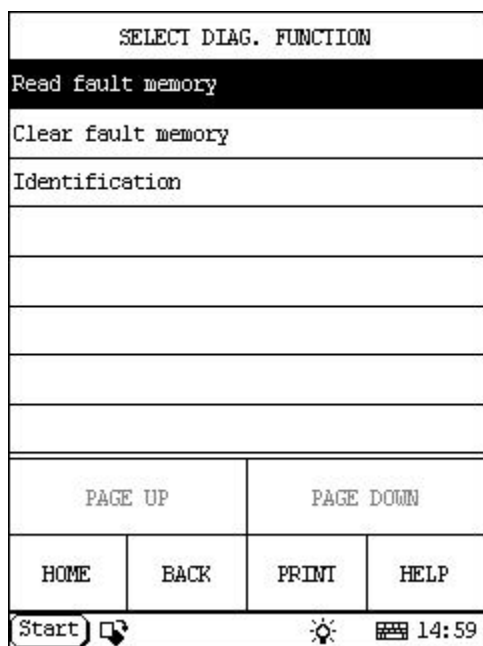 SELECT DIAG. FUNCTION
Read fault memory
Clear fault memory
Identification
PAGE UP PAGE DOWN
HOME BACK PRINT HELP
Start 14:59